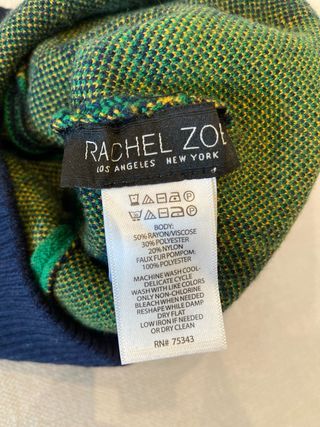 RACHEL ZOE
LOS ANGELES NEW YORK
BODY:
50% RAYON/VISCOSE
30% POLYESTER
20% NYLON
FAUX FUR POMPOM:
100% POLYESTER
MACHINE WASH COOL-
DELICATE CYCLE
WASH WITH LIKE COLORS
ONLY NON-CHLORINE
BLEACH WHEN NEEDED
RESHAPE WHILE DAMP
DRY FLAT
LOW IRON IF NEEDED
OR DRY CLEAN
RN# 75343